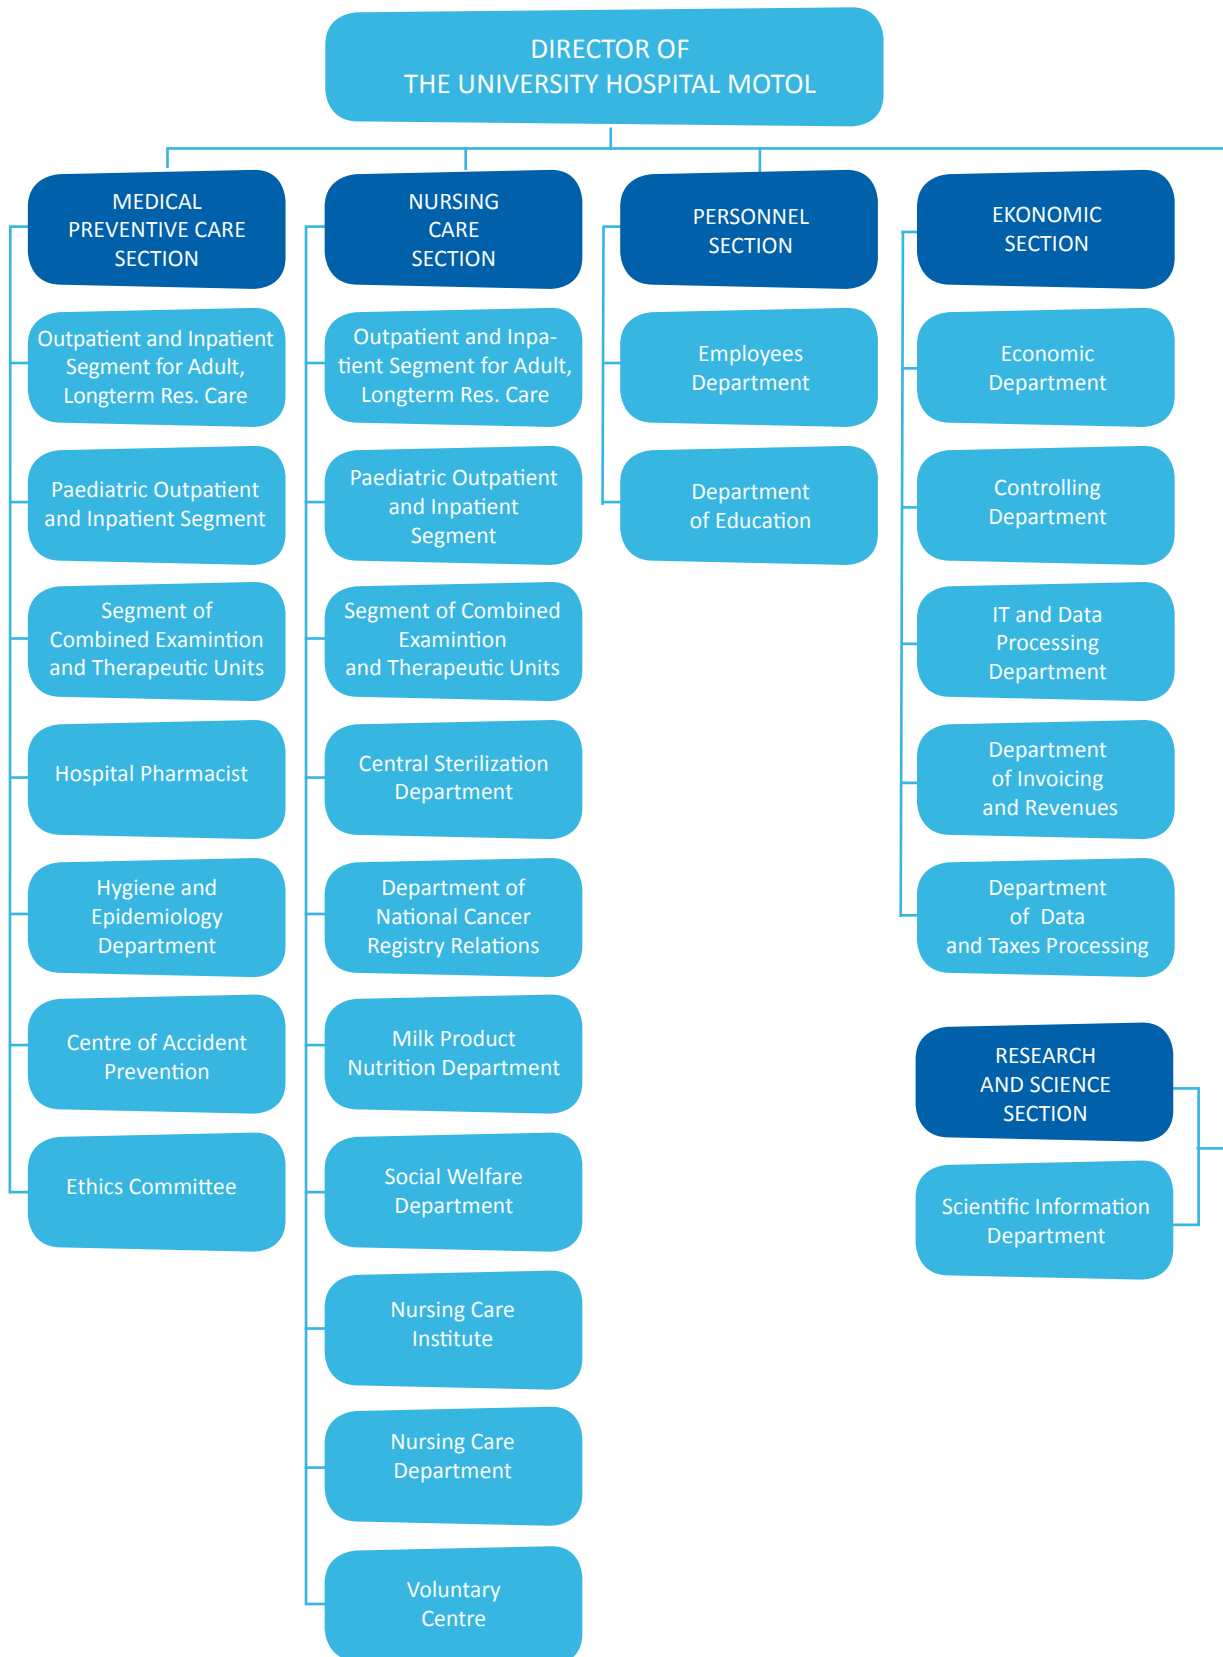 DIRECTOR OF
THE UNIVERSITY HOSPITAL MOTOL
MEDICAL
PREVENTIVE CARE
SECTION
Outpatient and Inpatient
Segment for Adult,
Longterm Res. Care
Paediatric Outpatient
and Inpatient Segment
Segment of
Combined Examintion
and Therapeutic Units
Hospital Pharmacist
Hygiene and
Epidemiology
Department
Centre of Accident
Prevention
Ethics Committee
NURSING
CARE
SECTION
Outpatient and Inpa-
tient Segment for Adult,
Longterm Res. Care
Paediatric Outpatient
and Inpatient
Segment
Segment of Combined
Examintion
and Therapeutic Units
Central Sterilization
Department
Department of
National Cancer
Registry Relations
Milk Product
Nutrition Department
Social Welfare
Department
Nursing Care
Institute
Nursing Care
Department
Voluntary
Centre
PERSONNEL
SECTION
Employees
Department
Department
of Education
EKONOMIC
SECTION
Economic
Department
Controlling
Department
IT and Data
Processing
Department
Department
of Invoicing
and Revenues
Department
of Data
and Taxes Processing
RESEARCH
AND SCIENCE
SECTION
Scientific Information
Department